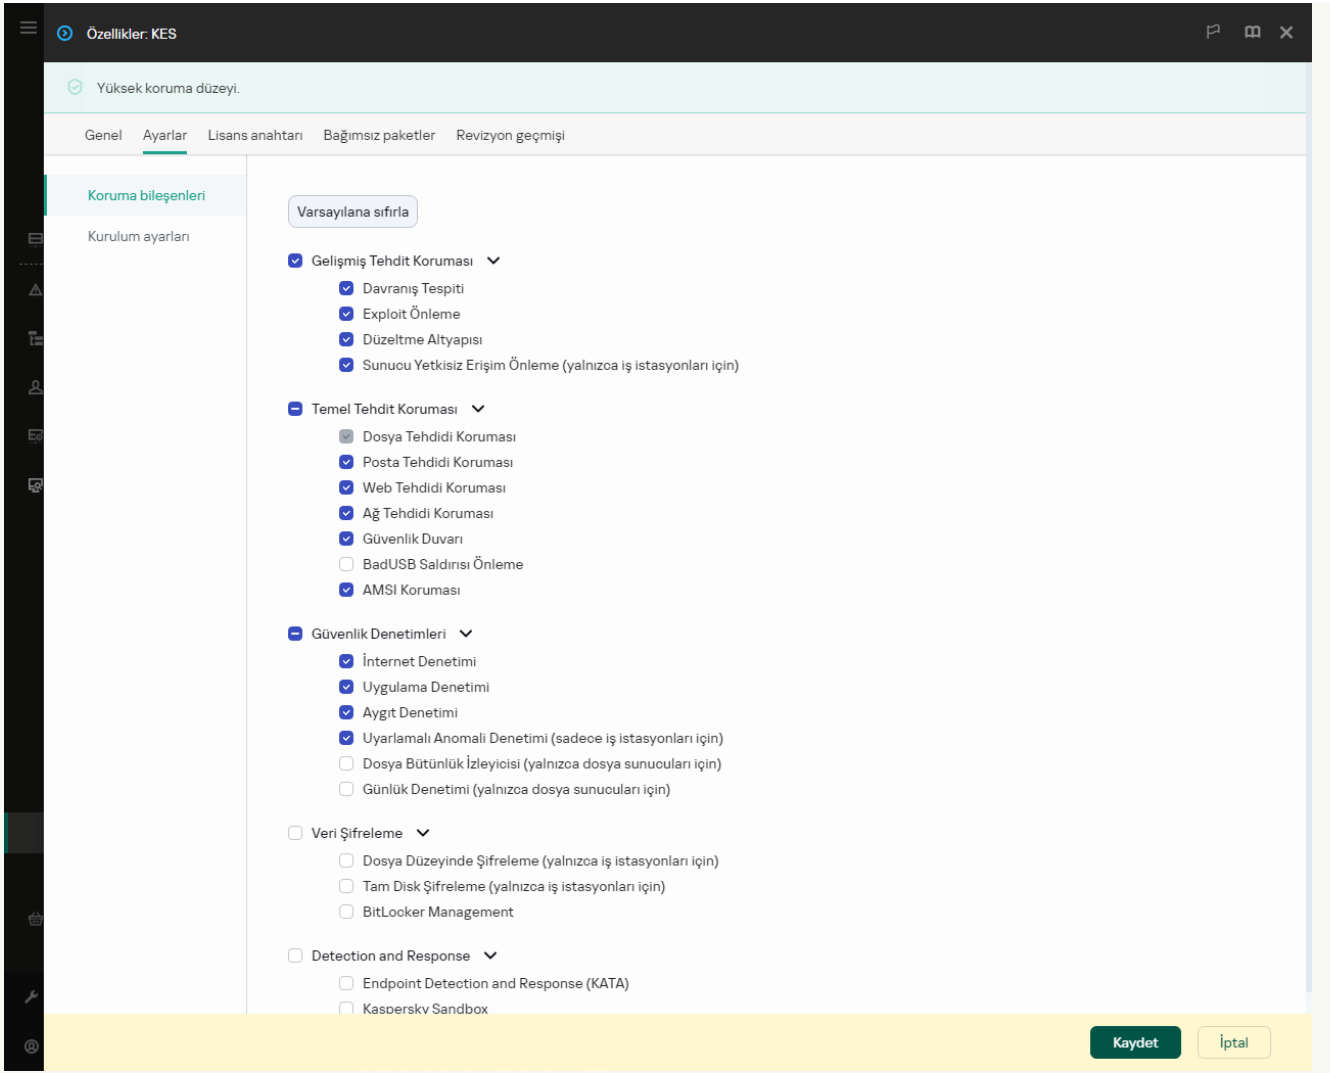 Özellikler: KES
Yüksek koruma düzeyi.
Genel Ayarlar Lisans anahtarı Bağımsız paketler Revizyon geçmişi
Koruma bileşenleri
Kurulum ayarları
Varsayılana sıfırla
Gelişmiş Tehdit Koruması
Davranış Tespiti
Exploit Önleme
Düzeltme Altyapısı
Sunucu Yetkisiz Erişim Önleme (yalnızca iş istasyonları için)
Temel Tehdit Koruması
Dosya Tehdidi Koruması
Posta Tehdidi Koruması
Web Tehdidi Koruması
Ağ Tehdidi Koruması
Güvenlik Duvarı
BadUSB Saldırısı Önleme
AMSI Koruması
Güvenlik Denetimleri
İnternet Denetimi
Uygulama Denetimi
Aygıt Denetimi
Uyarlamalı Anomali Denetimi (sadece iş istasyonları için)
Dosya Bütünlük İzleyicisi (yalnızca dosya sunucuları için)
Günlük Denetimi (yalnızca dosya sunucuları için)
Veri Şifreleme
Dosya Düzeyinde Şifreleme (yalnızca iş istasyonları için)
Tam Disk Şifreleme (yalnızca iş istasyonları için)
BitLocker Management
Detection and Response
Endpoint Detection and Response (KATA)
Kaspersky Sandbox
Kaydet İptal